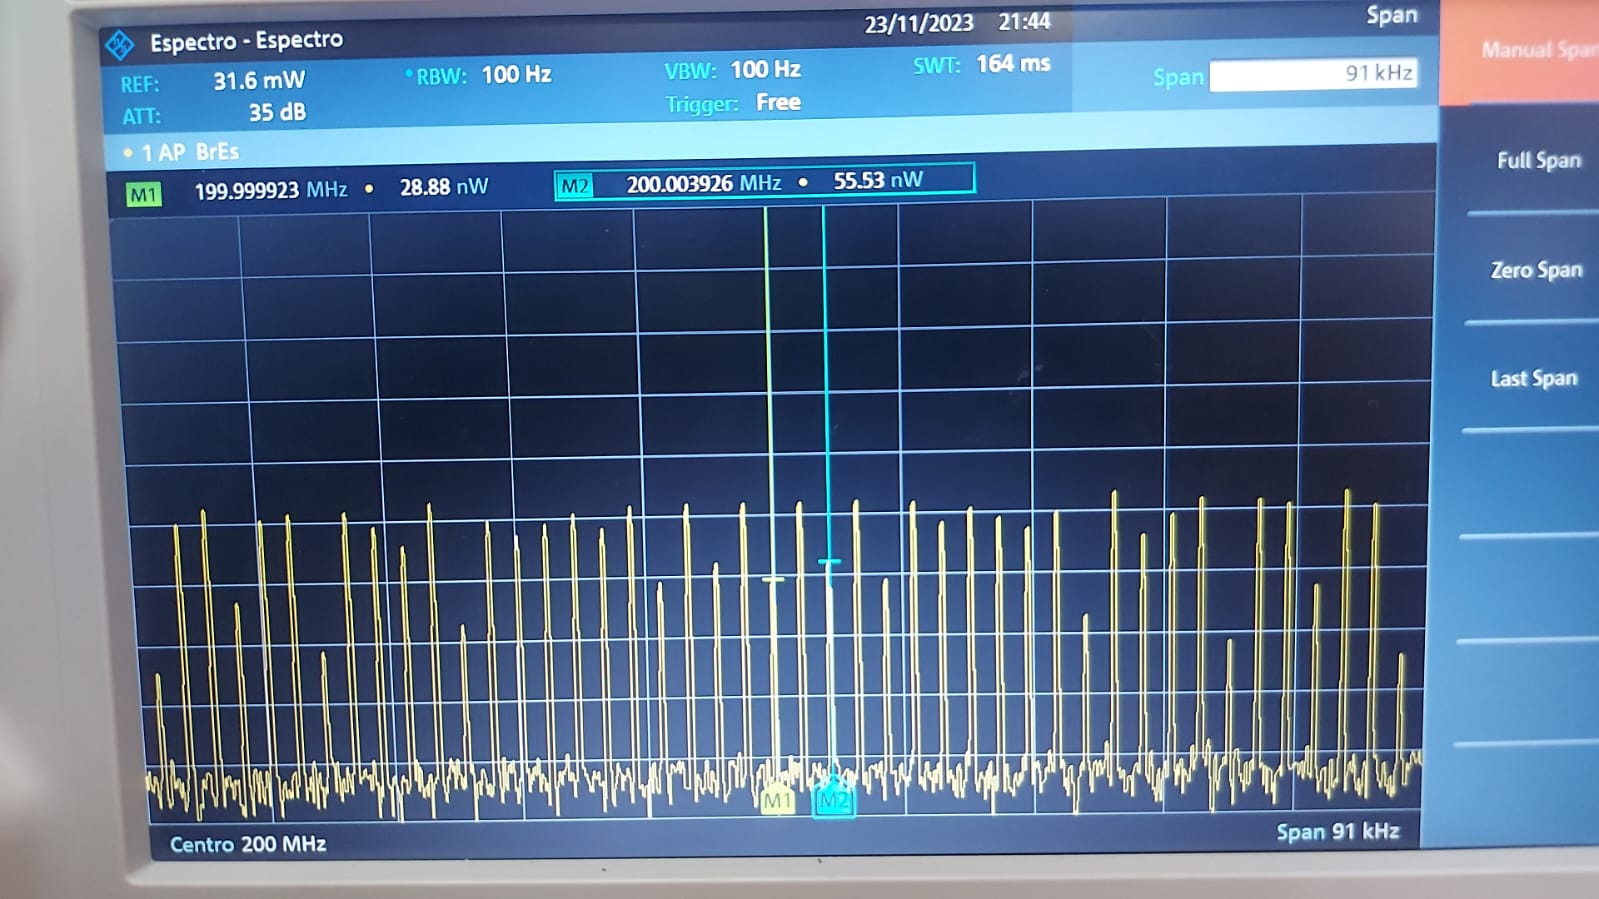 Espectro - Espectro 23/11/2023 21:44 Span
REF: 31.6 mW RBW: 100 Hz VBW: 100 Hz SWT: 164 ms Span 91 kHz
ATT: 35 dB Trigger: Free
1 AP BrEs
M1 199.999923 MHz • 28.88 nW M2 200.003926 MHz • 55.53 nW
M1 M2
Centro 200 MHz Span 91 kHz
Manual
Full Span
Zero Span
Last Span